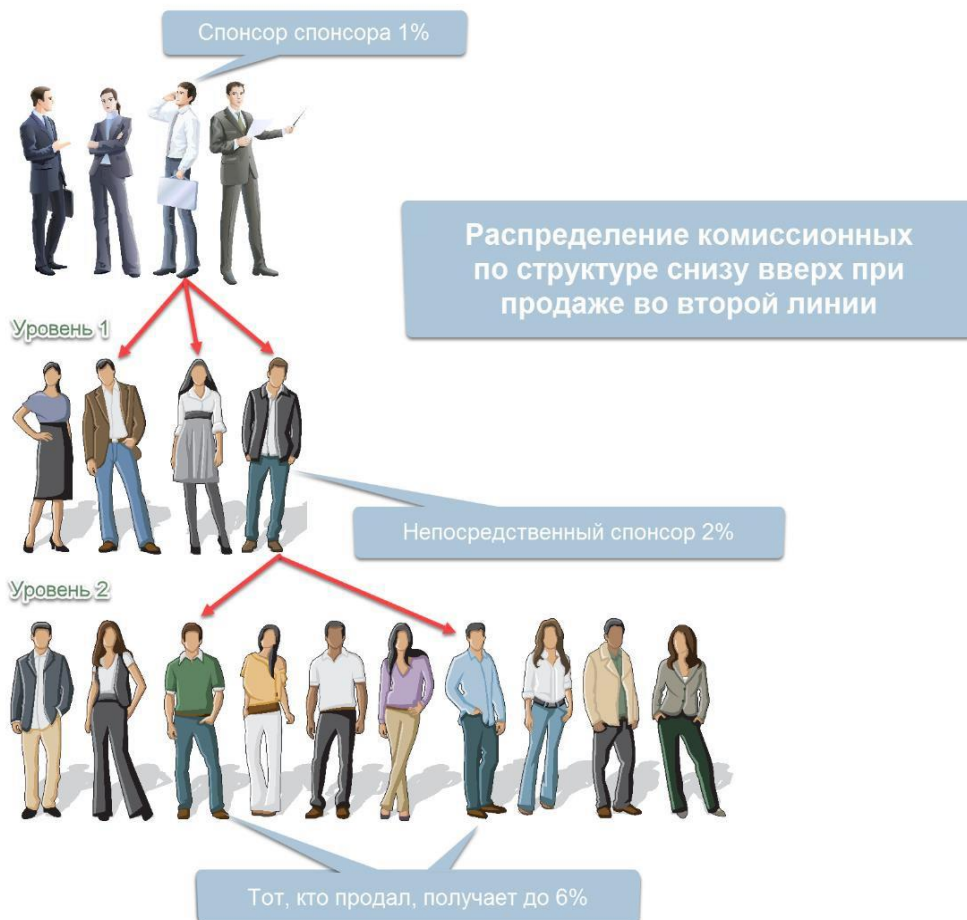 Спонсор спонсора 1%
Распределение комиссионных
по структуре снизу вверх при
продаже во второй линии
Уровень 1
Непосредственный спонсор 2%
Уровень 2
Тот, кто продал, получает до 6%